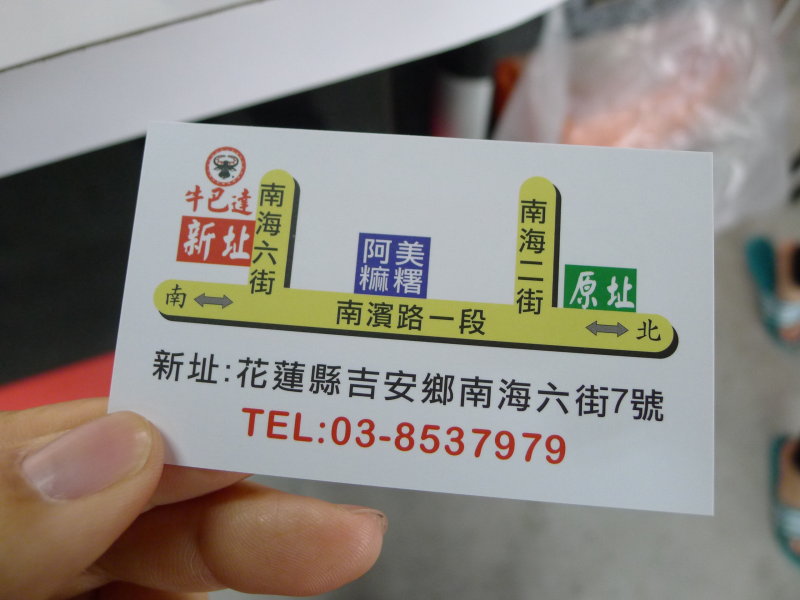 牛巴達
新址
南海六街
阿美
麻糬
南海二街
原址
南
南濱路一段
北
新址:花蓮縣吉安鄉南海六街7號
TEL:03-8537979